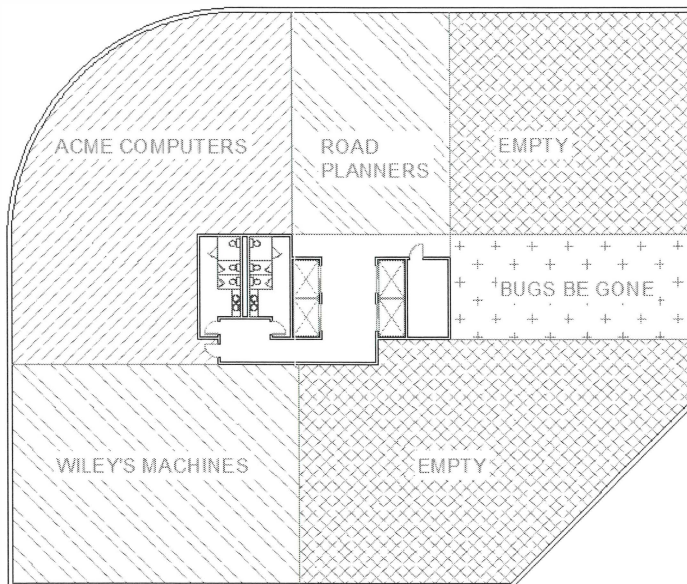 ACME COMPUTERS
ROAD
PLANNERS
EMPTY
BUGS BE GONE
WILEY'S MACHINES
EMPTY